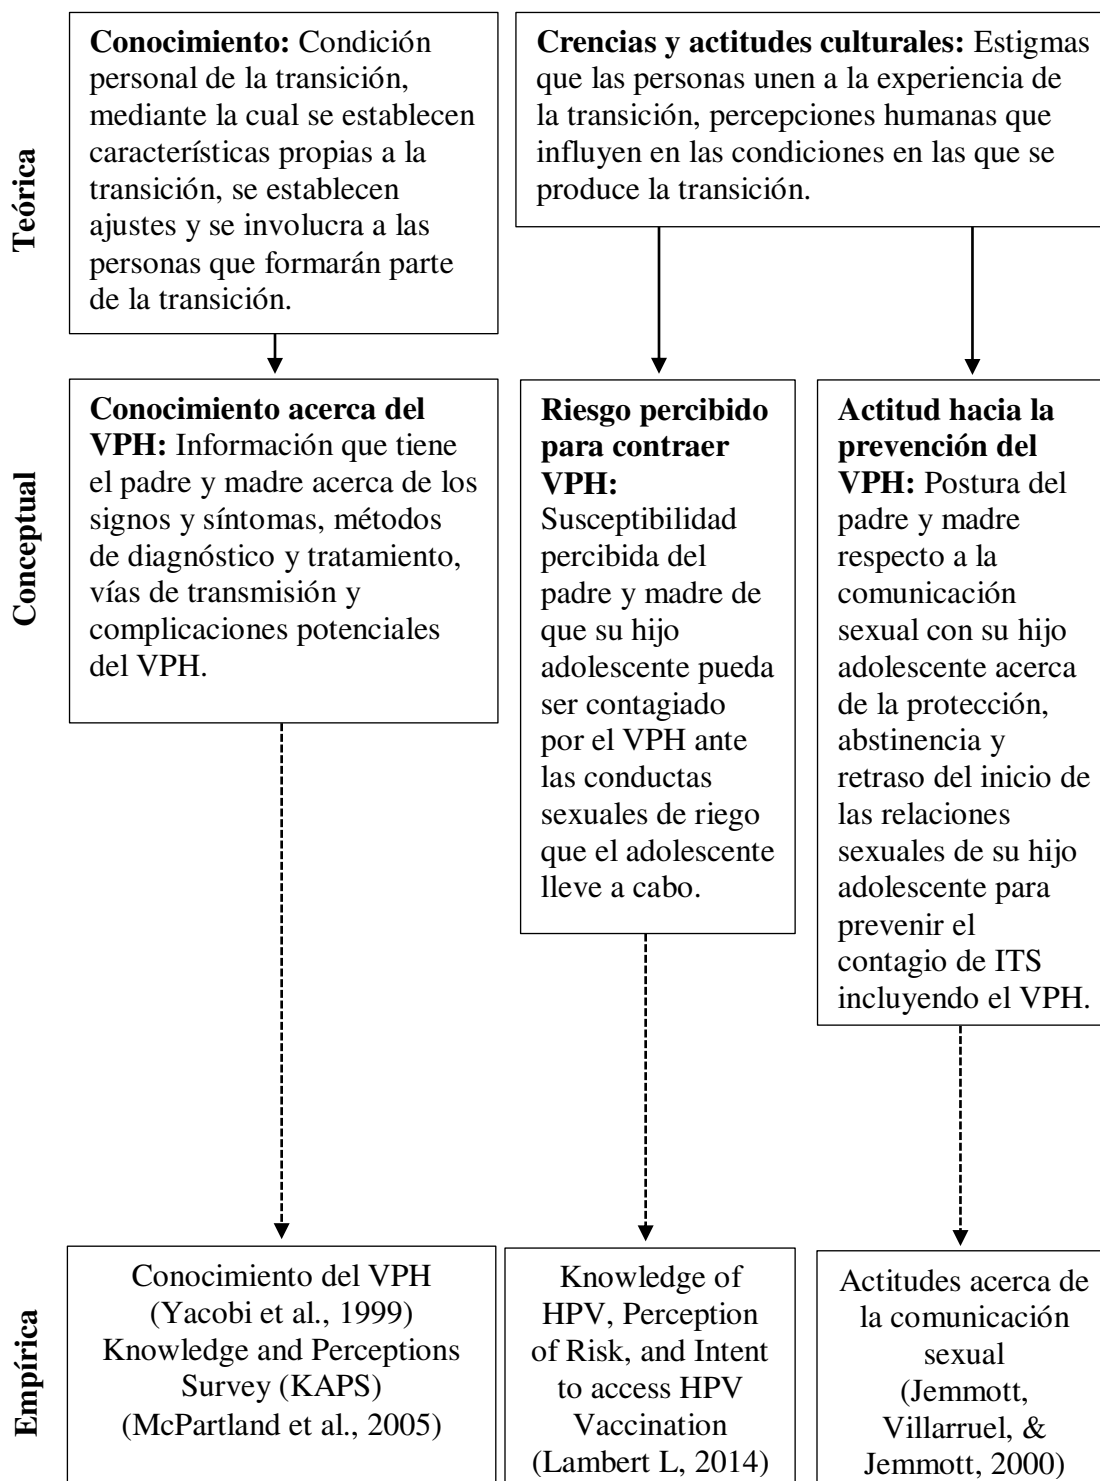 Teórica
Conocimiento: Condición
personal de la transición,
mediante la cual se establecen
características propias a la
transición, se establecen
ajustes y se involucra a las
personas que formarán parte
de la transición.
Crencias y actitudes culturales: Estigmas
que las personas unen a la experiencia de
la transición, percepciones humanas que
influyen en las condiciones en las que se
produce la transición.
Conceptual
Conocimiento acerca del
VPH: Información que tiene
el padre y madre acerca de los
signos y síntomas, métodos
de diagnóstico y tratamiento,
vías de transmisión y
complicaciones potenciales
del VPH.
Riesgo percibido
para contraer
VPH:
Susceptibilidad
percibida del
padre y madre de
que su hijo
adolescente pueda
ser contagiado
por el VPH ante
las conductas
sexuales de riego
que el adolescente
lleve a cabo.
Actitud hacia la
prevención del
VPH: Postura del
padre y madre
respecto a la
comunicación
sexual con su hijo
adolescente acerca
de la protección,
abstinencia y
retraso del inicio de
las relaciones
sexuales de su hijo
adolescente para
prevenir el
contagio de ITS
incluyendo el VPH.
Empírica
Conocimiento del VPH
(Yacobi et al., 1999)
Knowledge and Perceptions
Survey (KAPS)
(McPartland et al., 2005)
Knowledge of
HPV, Perception
of Risk, and Intent
to access HPV
Vaccination
(Lambert L, 2014)
Actitudes acerca de
la comunicación
sexual
(Jemmott,
Villarruel, &
Jemmott, 2000)